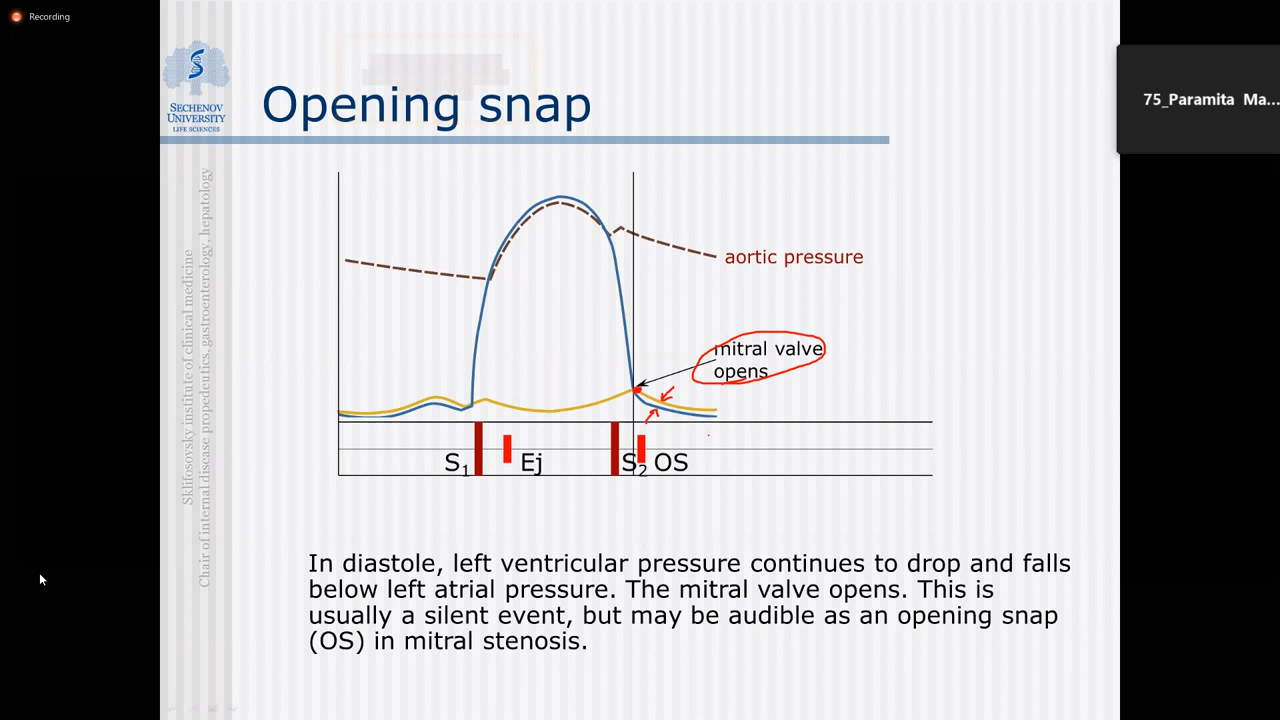 Recording
75_Paramita Ma...
SECHENOV
UNIVERSITY
LIFE SCIENCES
Opening snap
Sklifosovsky institute of clinical medicine
Chair of internal disease propedeutics, gastroenterology, hepatology
aortic pressure
mitral valve
opens
S1 Ej S2 OS
In diastole, left ventricular pressure continues to drop and falls
below left atrial pressure. The mitral valve opens. This is
usually a silent event, but may be audible as an opening snap
(OS) in mitral stenosis.